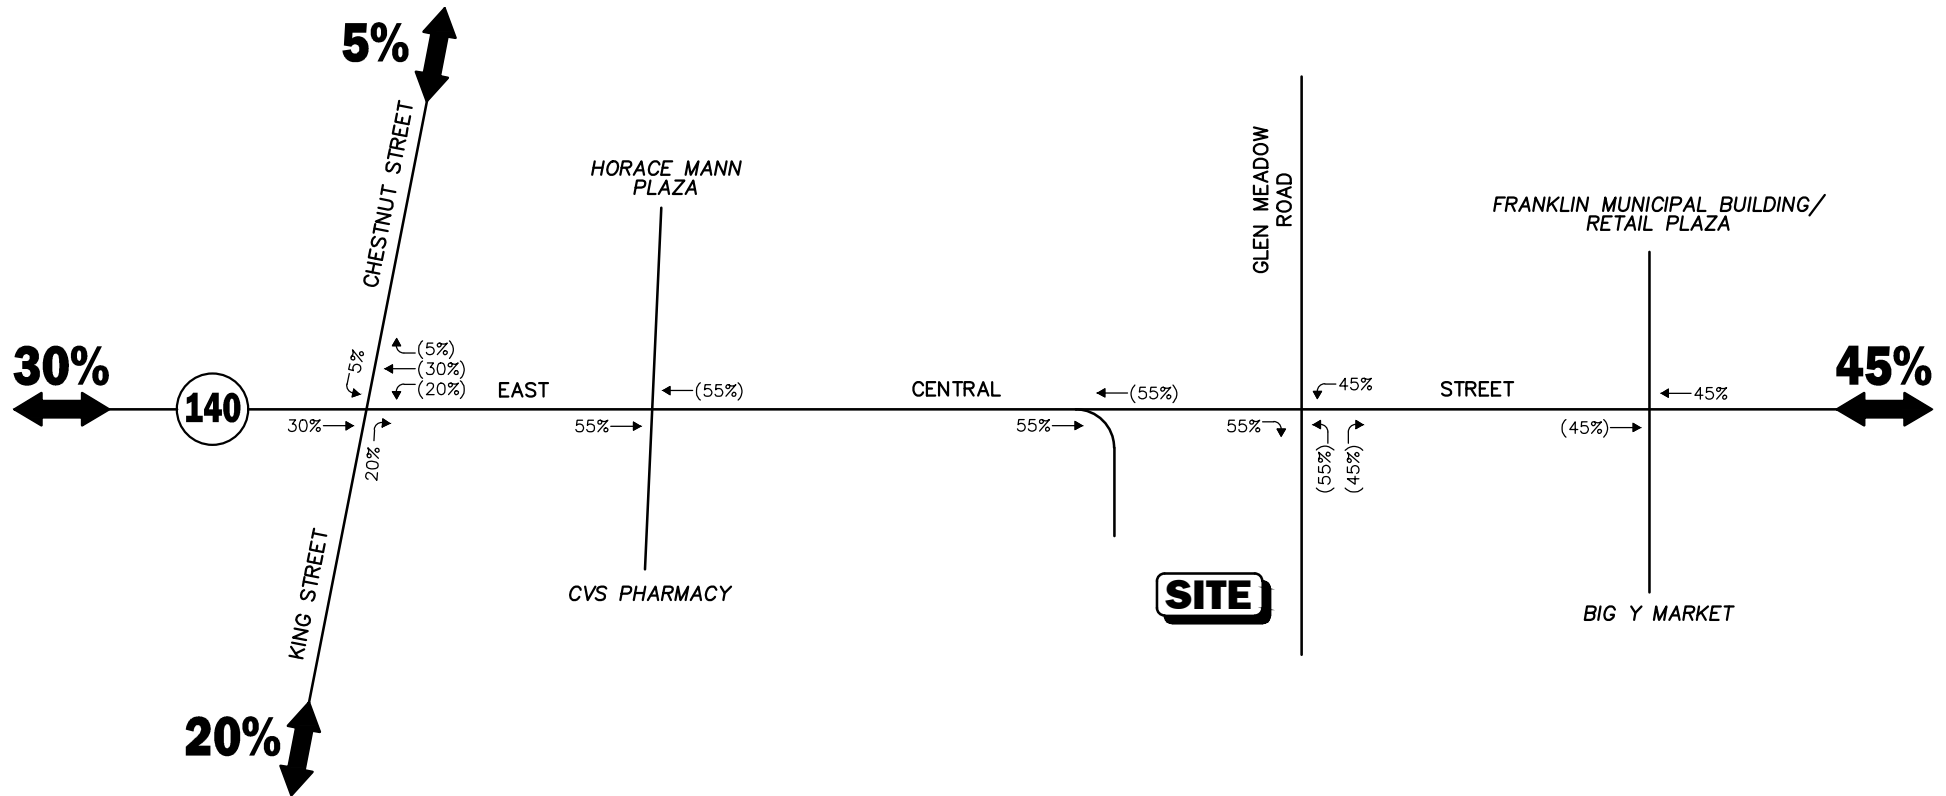 5%
CHESTNUT STREET
HORACE MANN
PLAZA
GLEN MEADOW
ROAD
FRANKLIN MUNICIPAL BUILDING/
RETAIL PLAZA
30%
140
5%
(5%)
(30%)
(20%)
EAST
(55%)
CENTRAL
(55%)
45%
STREET
45%
45%
30%
20%
55%
55%
55%
(55%)
(45%)
(45%)
KING STREET
CVS PHARMACY
SITE
BIG Y MARKET
20%